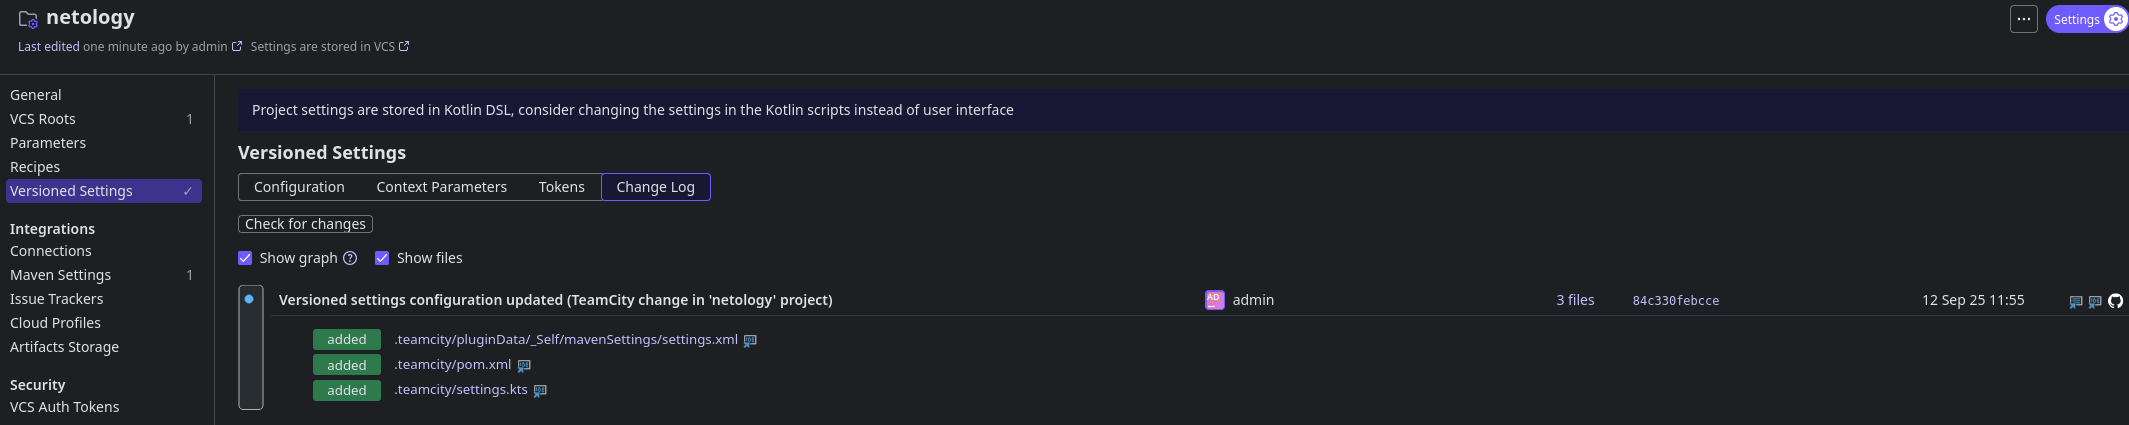 netology
Settings
Last edited one minute ago by admin Settings are stored in VCS
General
VCS Roots 1
Parameters
Recipes
Versioned Settings
Integrations
Connections
Maven Settings 1
Issue Trackers
Cloud Profiles
Artifacts Storage
Security
VCS Auth Tokens
Project settings are stored in Kotlin DSL, consider changing the settings in the Kotlin scripts instead of user interface
Versioned Settings
Configuration Context Parameters Tokens Change Log
Check for changes
Show graph Show files
Versioned settings configuration updated (TeamCity change in 'netology' project) AD admin 3 files 84c330febcce 12 Sep 25 11:55
added .teamcity/pluginData/_Self/mavenSettings/settings.xml
added .teamcity/pom.xml
added .teamcity/settings.kts